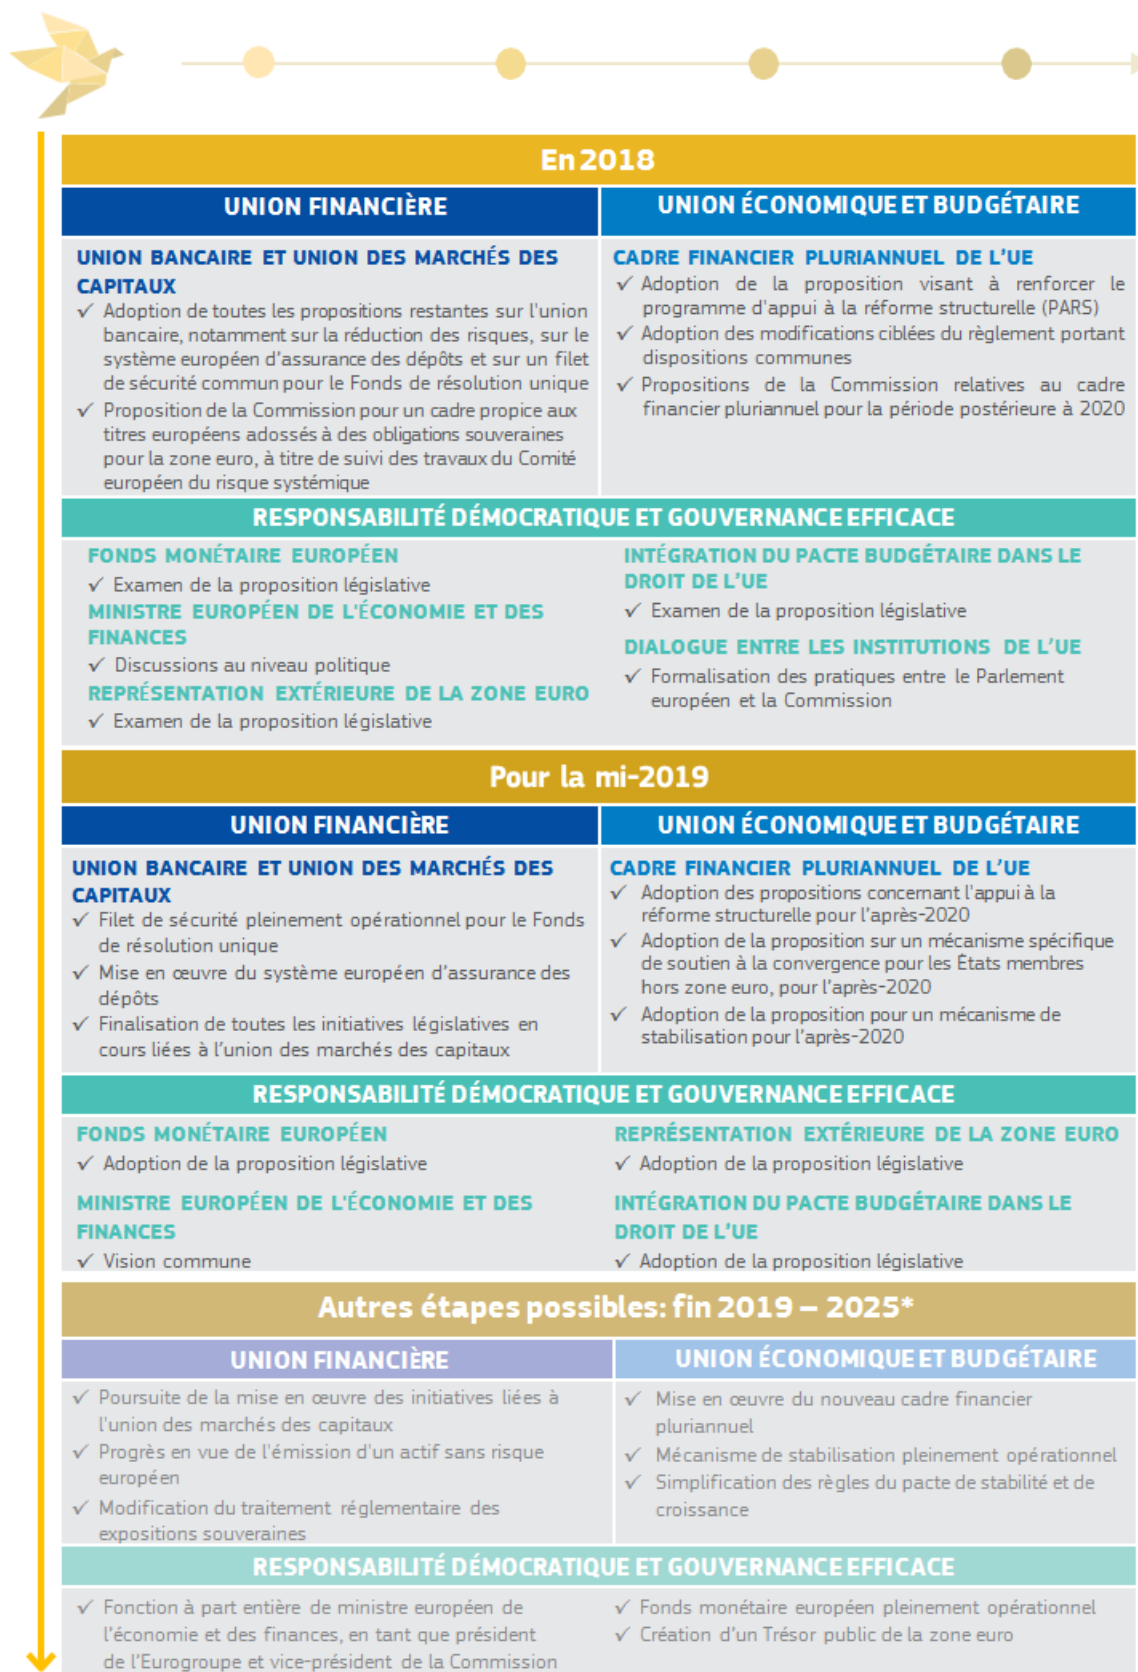 En 2018
UNION FINANCIÈRE
UNION BANCAIRE ET UNION DES MARCHÉS DES
CAPITAUX
✓ Adoption de toutes les propositions restantes sur l'union
bancaire, notamment sur la réduction des risques, sur le
système européen d'assurance des dépôts et sur un filet
de sécurité commun pour le Fonds de résolution unique
✓ Proposition de la Commission pour un cadre propice aux
titres européens adossés à des obligations souveraines
pour la zone euro, à titre de suivi des travaux du Comité
européen du risque systémique
UNION ÉCONOMIQUE ET BUDGÉTAIRE
CADRE FINANCIER PLURIANNUEL DE L'UE
✓ Adoption de la proposition visant à renforcer le
programme d'appui à la réforme structurelle (PARS)
✓ Adoption des modifications ciblées du règlement portant
dispositions communes
✓ Propositions de la Commission relatives au cadre
financier pluriannuel pour la période postérieure à 2020
RESPONSABILITÉ DÉMOCRATIQUE ET GOUVERNANCE EFFICACE
FONDS MONÉTAIRE EUROPÉEN
✓ Examen de la proposition législative
MINISTRE EUROPÉEN DE L'ÉCONOMIE ET DES
FINANCES
✓ Discussions au niveau politique
REPRÉSENTATION EXTÉRIEURE DE LA ZONE EURO
✓ Examen de la proposition législative
INTÉGRATION DU PACTE BUDGÉTAIRE DANS LE
DROIT DE L'UE
✓ Examen de la proposition législative
DIALOGUE ENTRE LES INSTITUTIONS DE L'UE
✓ Formalisation des pratiques entre le Parlement
européen et la Commission
Pour la mi-2019
UNION FINANCIÈRE
UNION BANCAIRE ET UNION DES MARCHÉS DES
CAPITAUX
✓ Filet de sécurité pleinement opérationnel pour le Fonds
de résolution unique
✓ Mise en œuvre du système européen d'assurance des
dépôts
✓ Finalisation de toutes les initiatives législatives en
cours liées à l'union des marchés des capitaux
UNION ÉCONOMIQUE ET BUDGÉTAIRE
CADRE FINANCIER PLURIANNUEL DE L'UE
✓ Adoption des propositions concernant l'appui à la
réforme structurelle pour l'après-2020
✓ Adoption de la proposition sur un mécanisme spécifique
de soutien à la convergence pour les États membres
hors zone euro, pour l'après-2020
✓ Adoption de la proposition pour un mécanisme de
stabilisation pour l'après-2020
RESPONSABILITÉ DÉMOCRATIQUE ET GOUVERNANCE EFFICACE
FONDS MONÉTAIRE EUROPÉEN
✓ Adoption de la proposition législative
MINISTRE EUROPÉEN DE L'ÉCONOMIE ET DES
FINANCES
✓ Vision commune
REPRÉSENTATION EXTÉRIEURE DE LA ZONE EURO
✓ Adoption de la proposition législative
INTÉGRATION DU PACTE BUDGÉTAIRE DANS LE
DROIT DE L'UE
✓ Adoption de la proposition législative
Autres étapes possibles: fin 2019 – 2025*
UNION FINANCIÈRE
✓ Poursuite de la mise en œuvre des initiatives liées à
l'union des marchés des capitaux
✓ Progrès en vue de l'émission d'un actif sans risque
européen
✓ Modification du traitement réglementaire des
expositions souveraines
UNION ÉCONOMIQUE ET BUDGÉTAIRE
✓ Mise en œuvre du nouveau cadre financier
pluriannuel
✓ Mécanisme de stabilisation pleinement opérationnel
✓ Simplification des règles du pacte de stabilité et de
croissance
RESPONSABILITÉ DÉMOCRATIQUE ET GOUVERNANCE EFFICACE
✓ Fonction à part entière de ministre européen de
l'économie et des finances, en tant que président
de l'Eurogroupe et vice-président de la Commission
✓ Fonds monétaire européen pleinement opérationnel
✓ Création d'un Trésor public de la zone euro